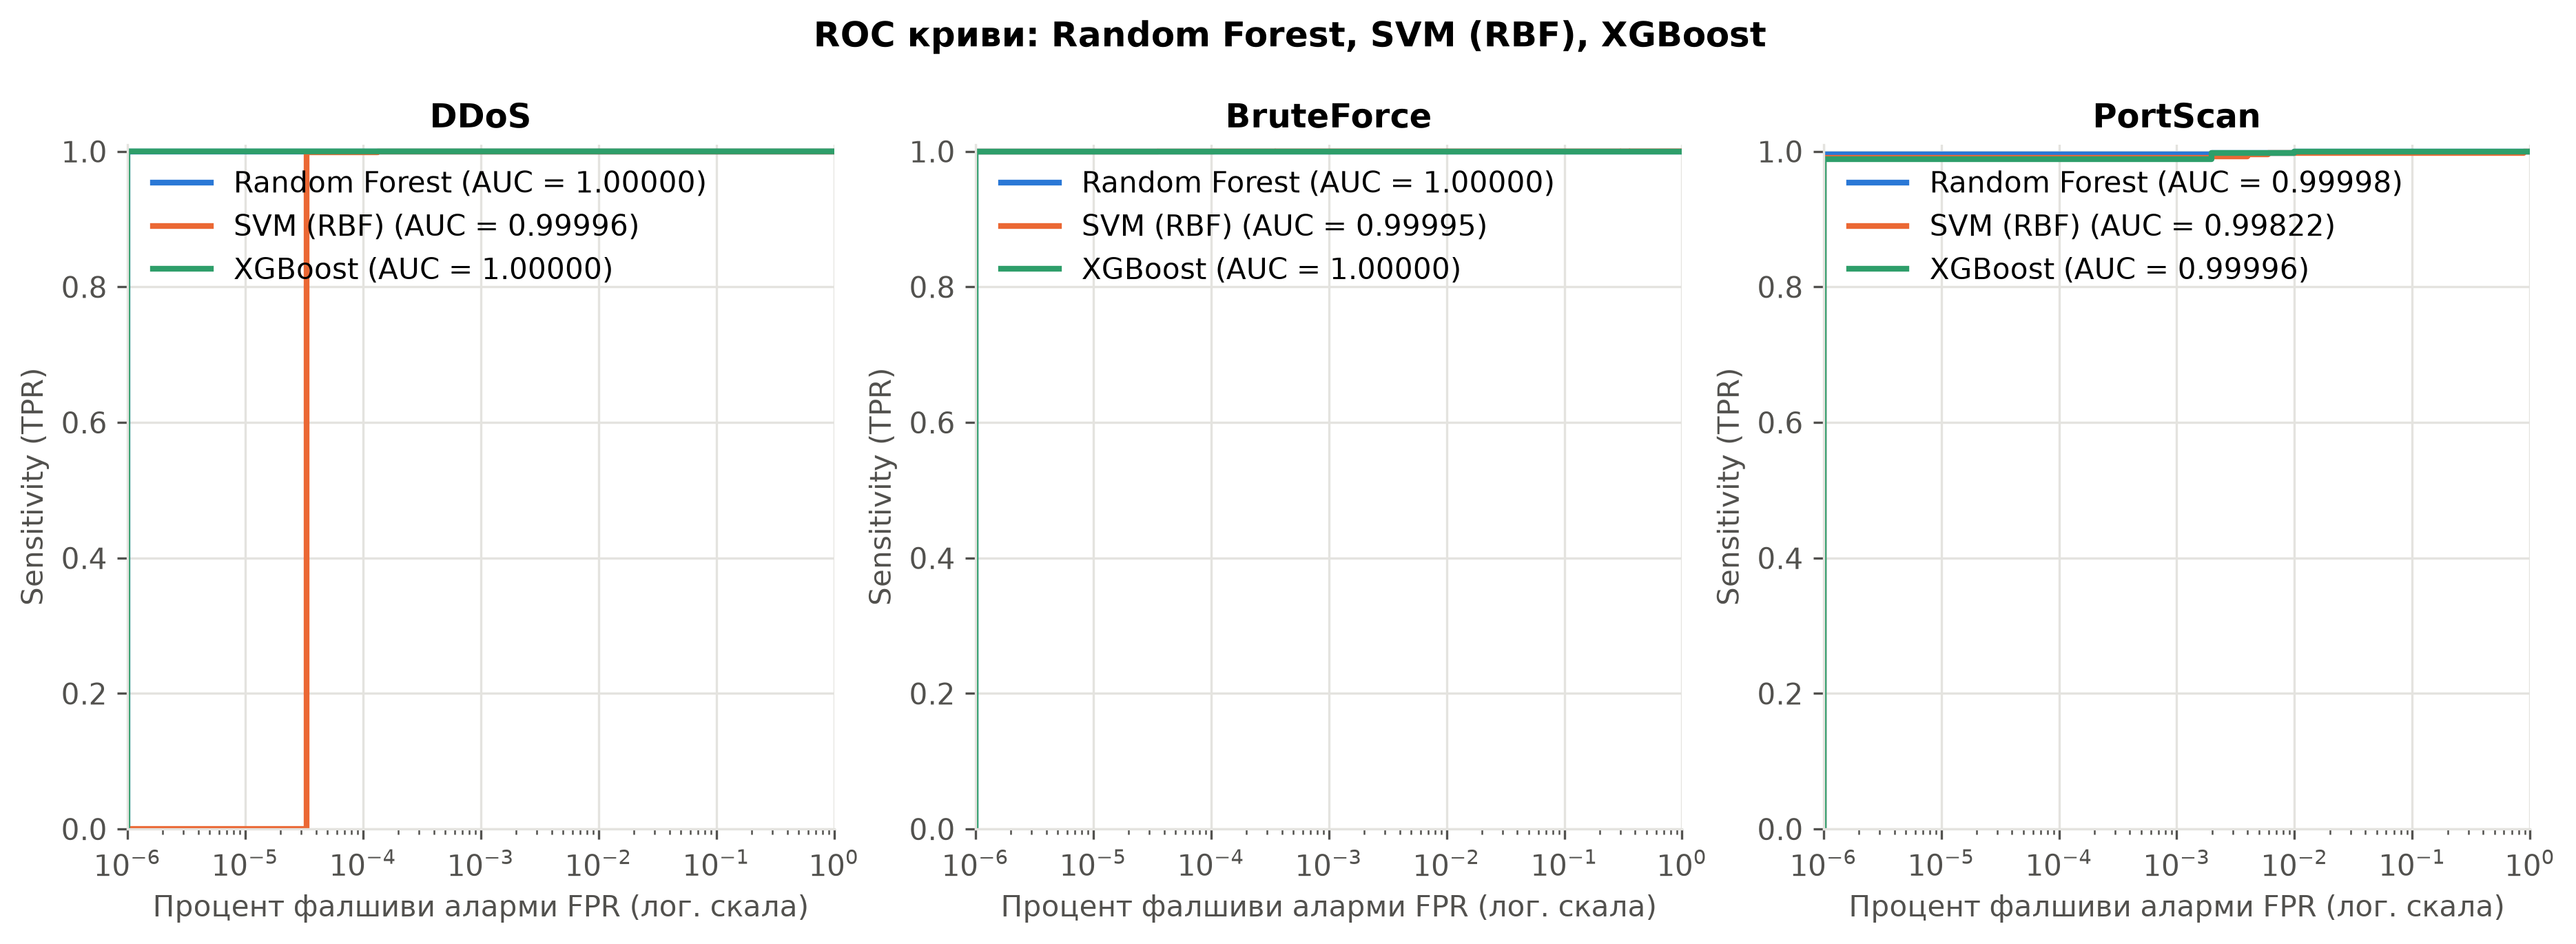 ROC криви: Random Forest, SVM (RBF), XGBoost
DDoS
Sensitivity (TPR)
1.0
0.8
0.6
0.4
0.2
0.0
Random Forest (AUC = 1.00000)
SVM (RBF) (AUC = 0.99996)
XGBoost (AUC = 1.00000)
10⁻⁶ 10⁻⁵ 10⁻⁴ 10⁻³ 10⁻² 10⁻¹ 10⁰
Процент фалшиви аларми FPR (лог. скала)
BruteForce
Sensitivity (TPR)
1.0
0.8
0.6
0.4
0.2
0.0
Random Forest (AUC = 1.00000)
SVM (RBF) (AUC = 0.99995)
XGBoost (AUC = 1.00000)
10⁻⁶ 10⁻⁵ 10⁻⁴ 10⁻³ 10⁻² 10⁻¹ 10⁰
Процент фалшиви аларми FPR (лог. скала)
PortScan
Sensitivity (TPR)
1.0
0.8
0.6
0.4
0.2
0.0
Random Forest (AUC = 0.99998)
SVM (RBF) (AUC = 0.99822)
XGBoost (AUC = 0.99996)
10⁻⁶ 10⁻⁵ 10⁻⁴ 10⁻³ 10⁻² 10⁻¹ 10⁰
Процент фалшиви аларми FPR (лог. скала)